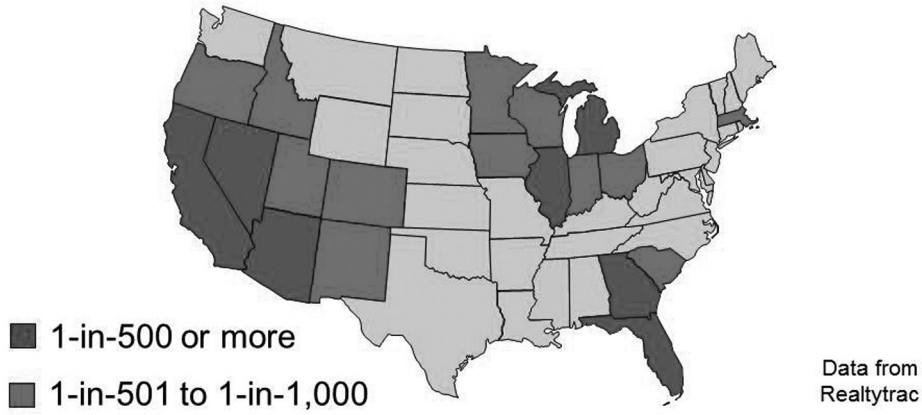 1-in-500 or more
1-in-501 to 1-in-1,000
Data from
Realtytrac